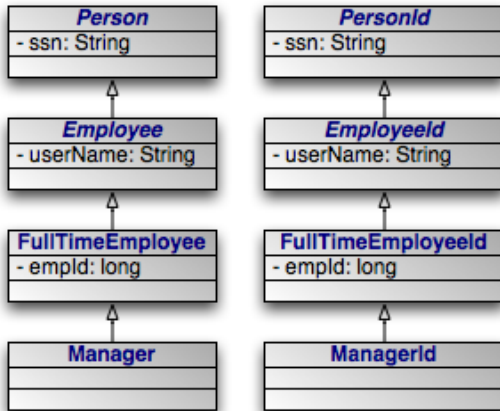 Person
- ssn: String
Employee
- userName: String
FullTimeEmployee
- empId: long
Manager
PersonId
- ssn: String
EmployeeId
- userName: String
FullTimeEmployeeId
- empId: long
ManagerId